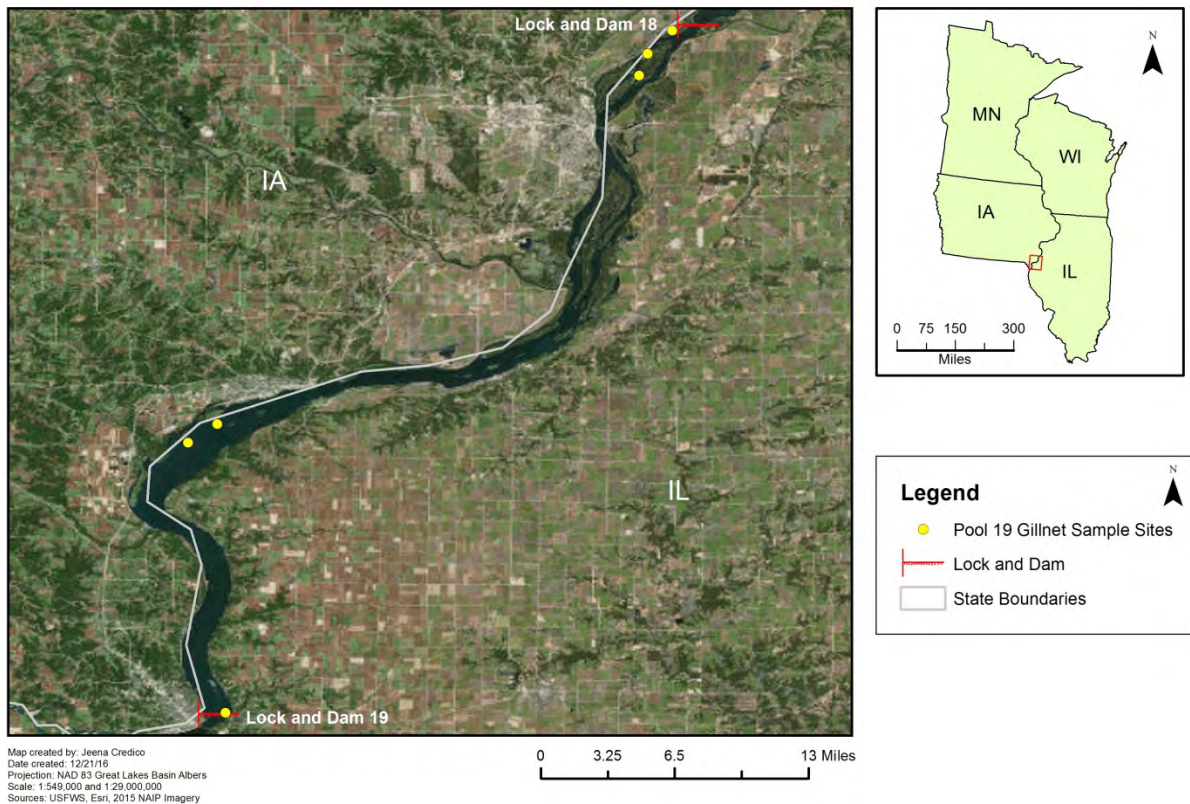 Lock and Dam 18
IA
IL
Lock and Dam 19
N
MN
WI
IA
IL
0 75 150 300
Miles
N
Legend
Pool 19 Gillnet Sample Sites
Lock and Dam
State Boundaries
Map created by: Jeena Credico
Date created: 12/21/16
Projection: NAD 83 Great Lakes Basin Albers
Scale: 1:549,000 and 1:29,000,000
Sources: USFWS, Esri, 2015 NAIP Imagery
0 3.25 6.5 13 Miles